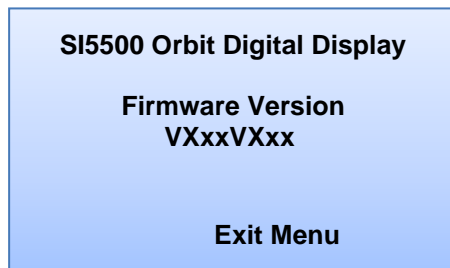 SI5500 Orbit Digital Display
Firmware Version
VXxxVXxx
Exit Menu